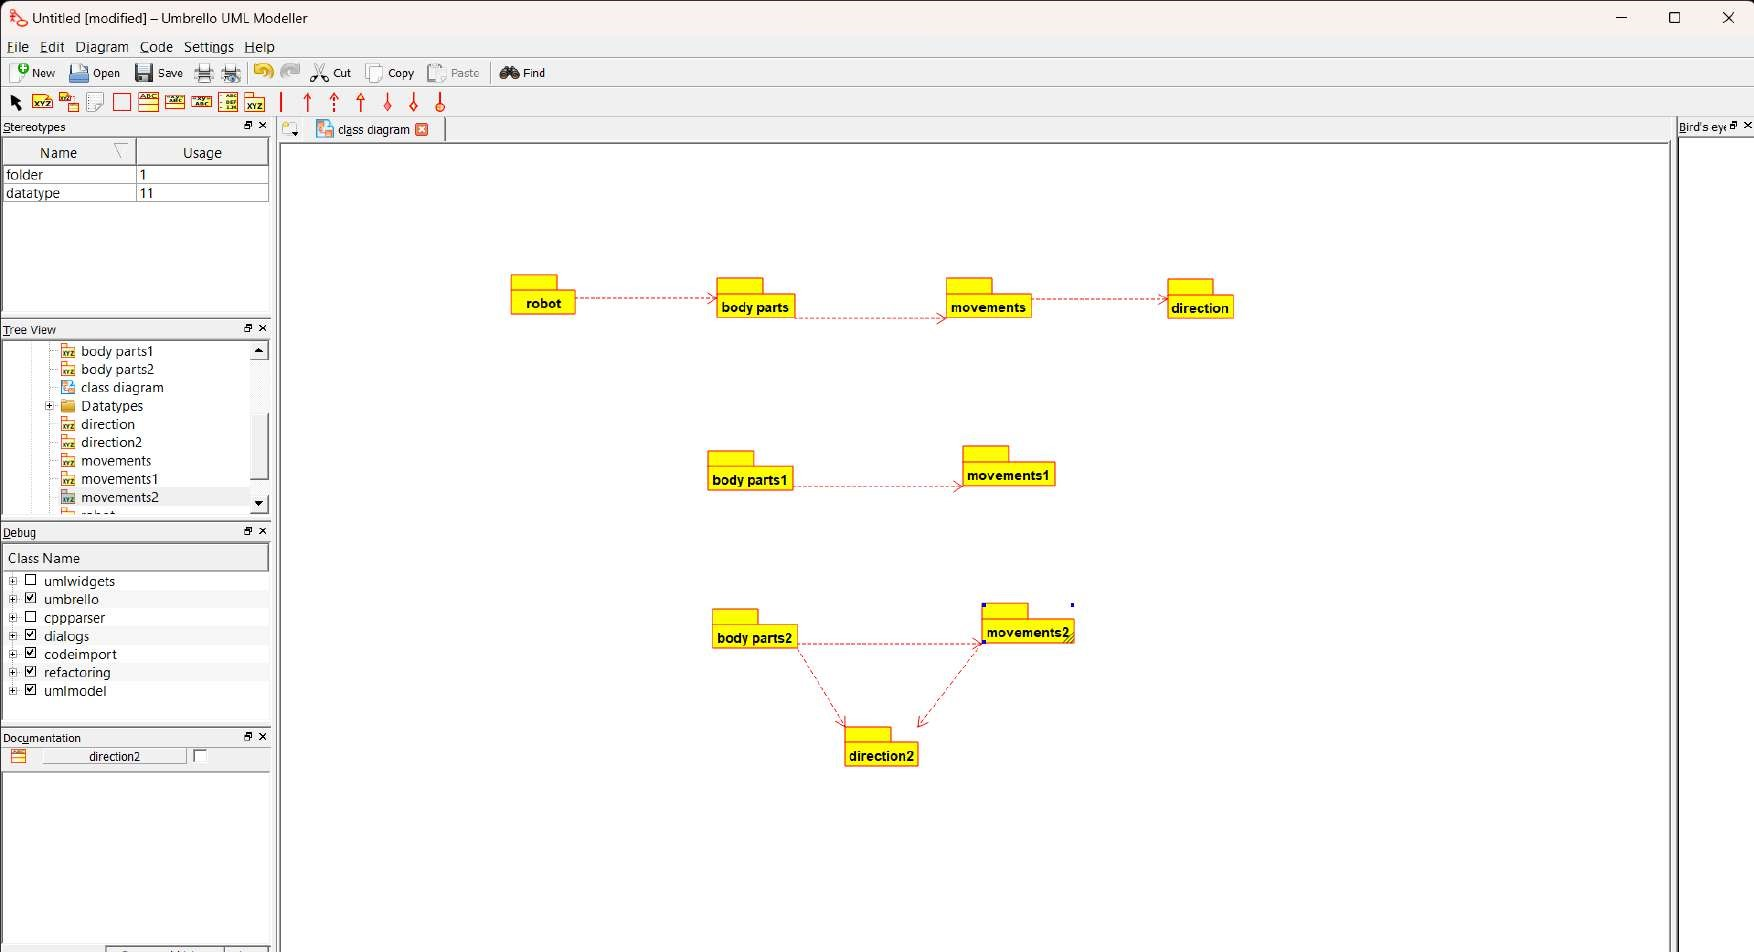 Untitled [modified] – Umbrello UML Modeller
File Edit Diagram Code Settings Help
New Open Save Cut Copy Paste Find
Stereotypes
class diagram
Bird's eye
Name Usage
folder 1
datatype 11
robot
body parts
movements
direction
Tree View
body parts1
body parts2
class diagram
Datatypes
direction
direction2
movements
movements1
movements2
body parts1
movements1
Debug
Class Name
umlwidgets
umbrello
cppparser
dialogs
codeimport
refactoring
umlmodel
body parts2
movements2
direction2
Documentation
direction2